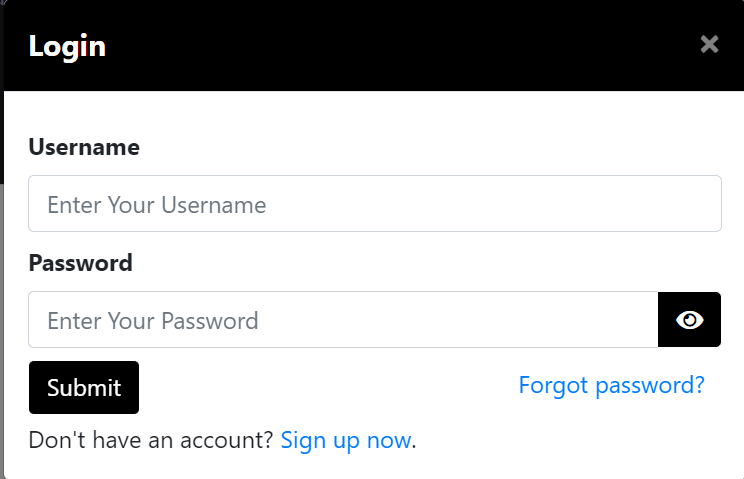 Login
Username
Enter Your Username
Password
Enter Your Password
Submit
Forgot password?
Don't have an account? Sign up now.